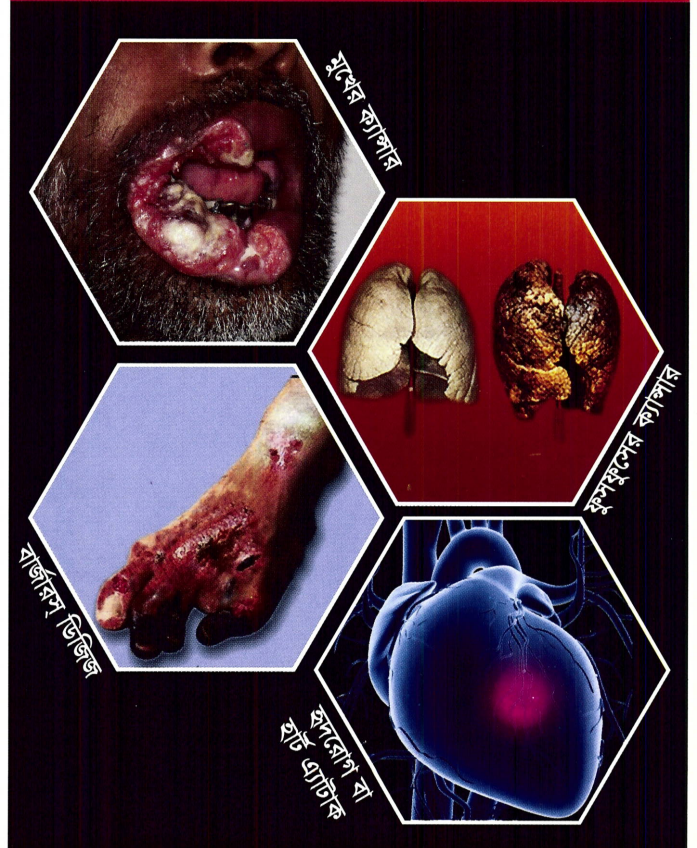 মুখের ক্যান্সার
ফুসফুসের ক্যান্সার
বার্জারস্ ডিজিজ
হৃদরোগ বা
হার্ট এ্যাটাক